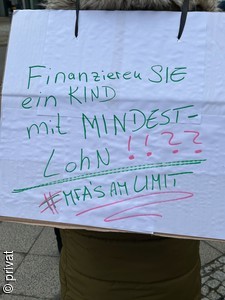 Finanzieren SIE
ein KIND
mit MINDEST-
LOHN !!??
#MFA'S AM LIMIT
© privat